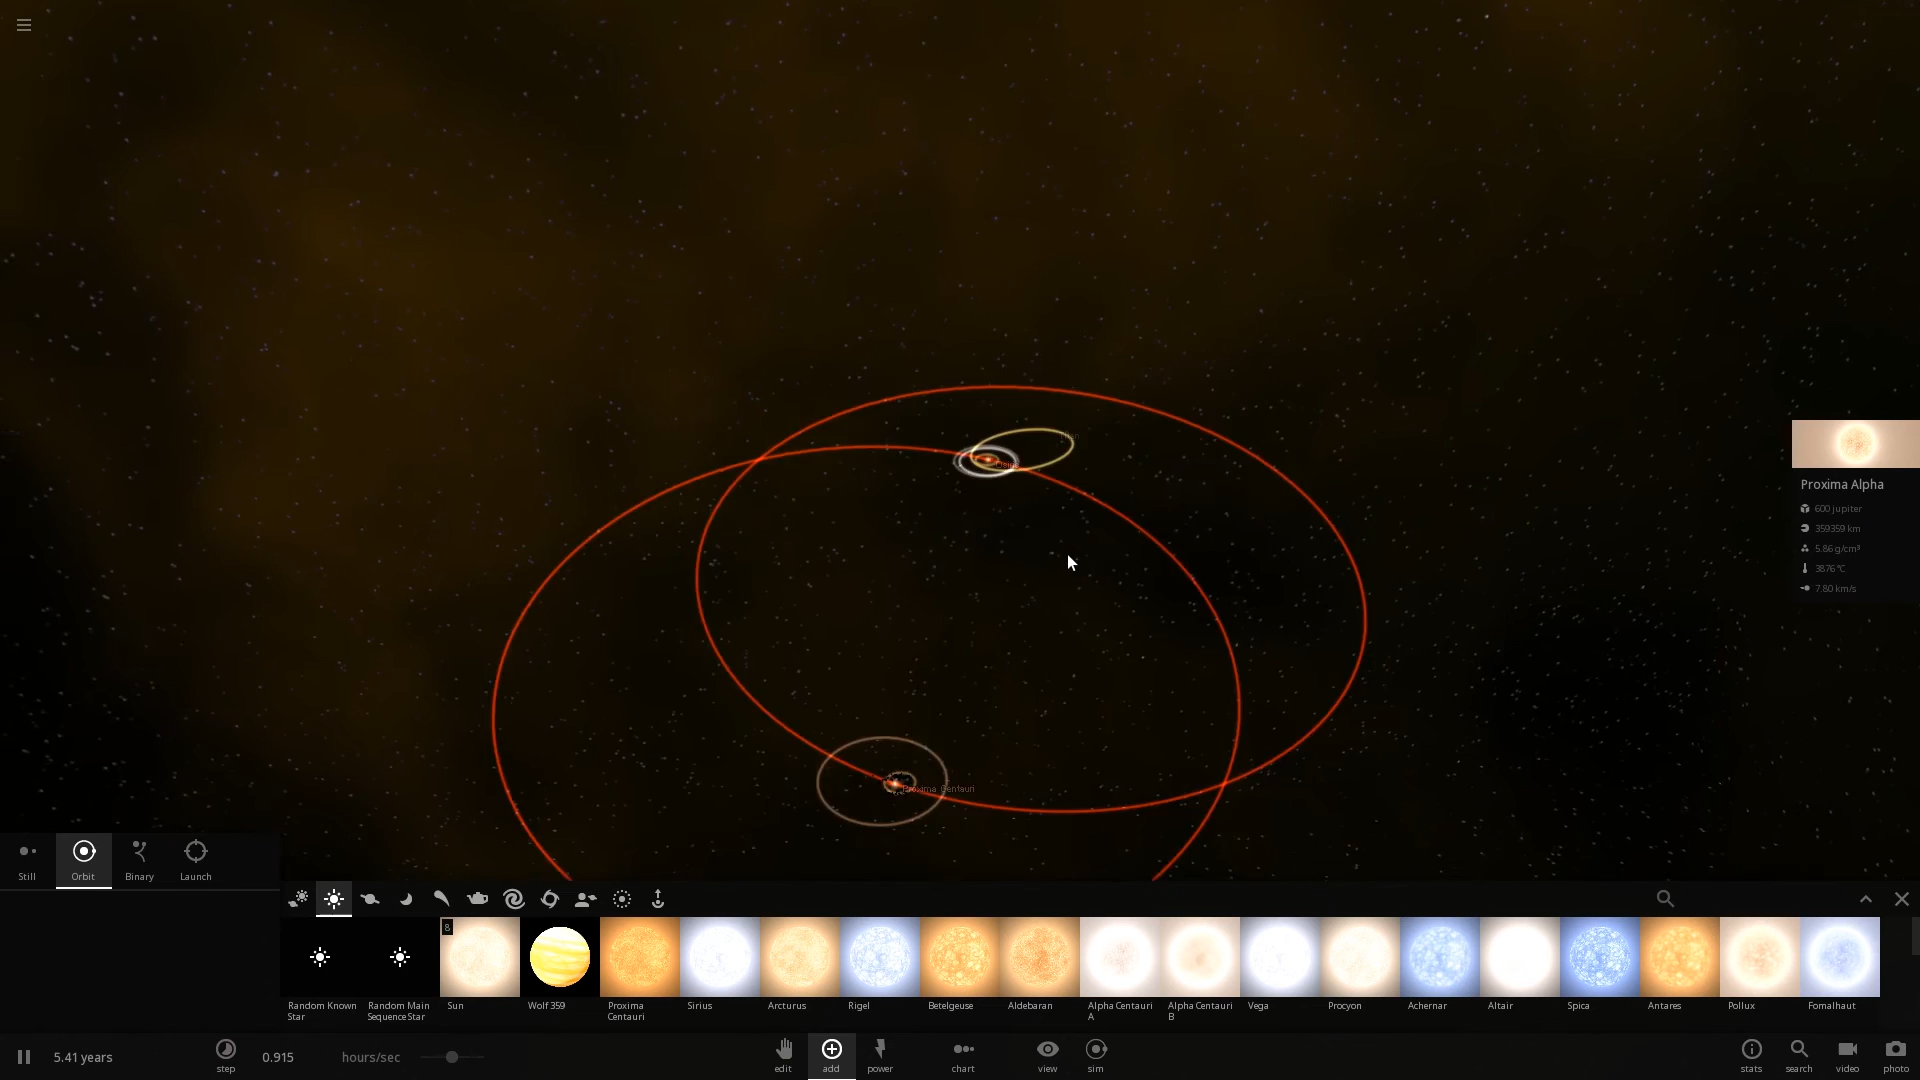 Proxima Centauri
Proxima Alpha
600 jupiter
359359 km
5.86 g/cm³
3876 °C
7.80 km/s
Still
Orbit
Binary
Launch
8
Random Known Star
Random Main Sequence Star
Sun
Wolf 359
Proxima Centauri
Sirius
Arcturus
Rigel
Betelgeuse
Aldebaran
Alpha Centauri A
Alpha Centauri B
Vega
Procyon
Achernar
Altair
Spica
Antares
Pollux
Fomalhaut
5.41 years
step
0.915
hours/sec
edit
add
power
chart
view
sim
stats
search
video
photo